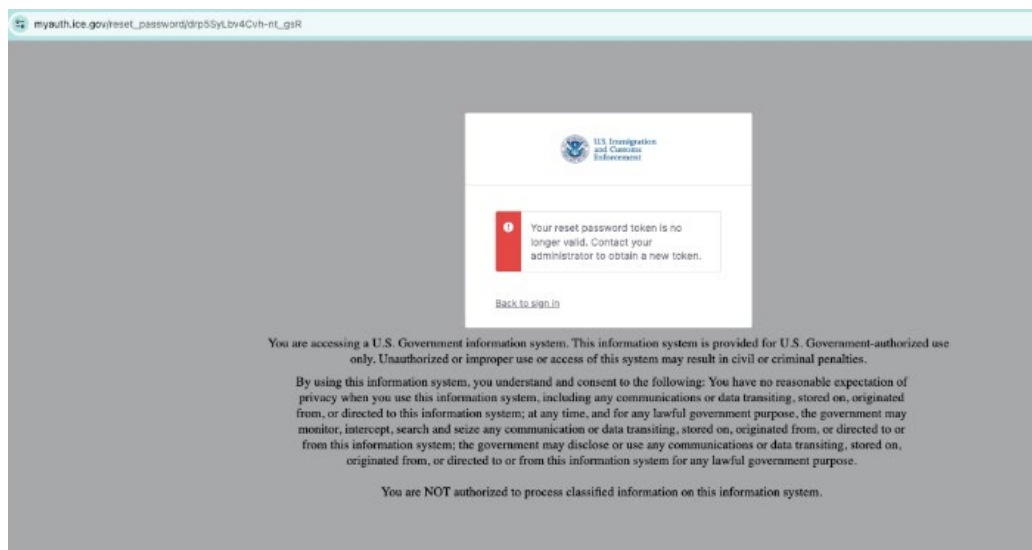 myauth.ice.gov/reset_password/drp5SyLbv4Cvh-nt_gsR
U.S. Immigration
and Customs
Enforcement
Your reset password token is no
longer valid. Contact your
administrator to obtain a new token.
Back to sign in
You are accessing a U.S. Government information system. This information system is provided for U.S. Government-authorized use
only. Unauthorized or improper use or access of this system may result in civil or criminal penalties.
By using this information system, you understand and consent to the following: You have no reasonable expectation of
privacy when you use this information system, including any communications or data transiting, stored on, originated
from, or directed to this information system; at any time, and for any lawful government purpose, the government may
monitor, intercept, search and seize any communication or data transiting, stored on, originated from, or directed to or
from this information system; the government may disclose or use any communications or data transiting, stored on,
originated from, or directed to or from this information system for any lawful government purpose.
You are NOT authorized to process classified information on this information system.